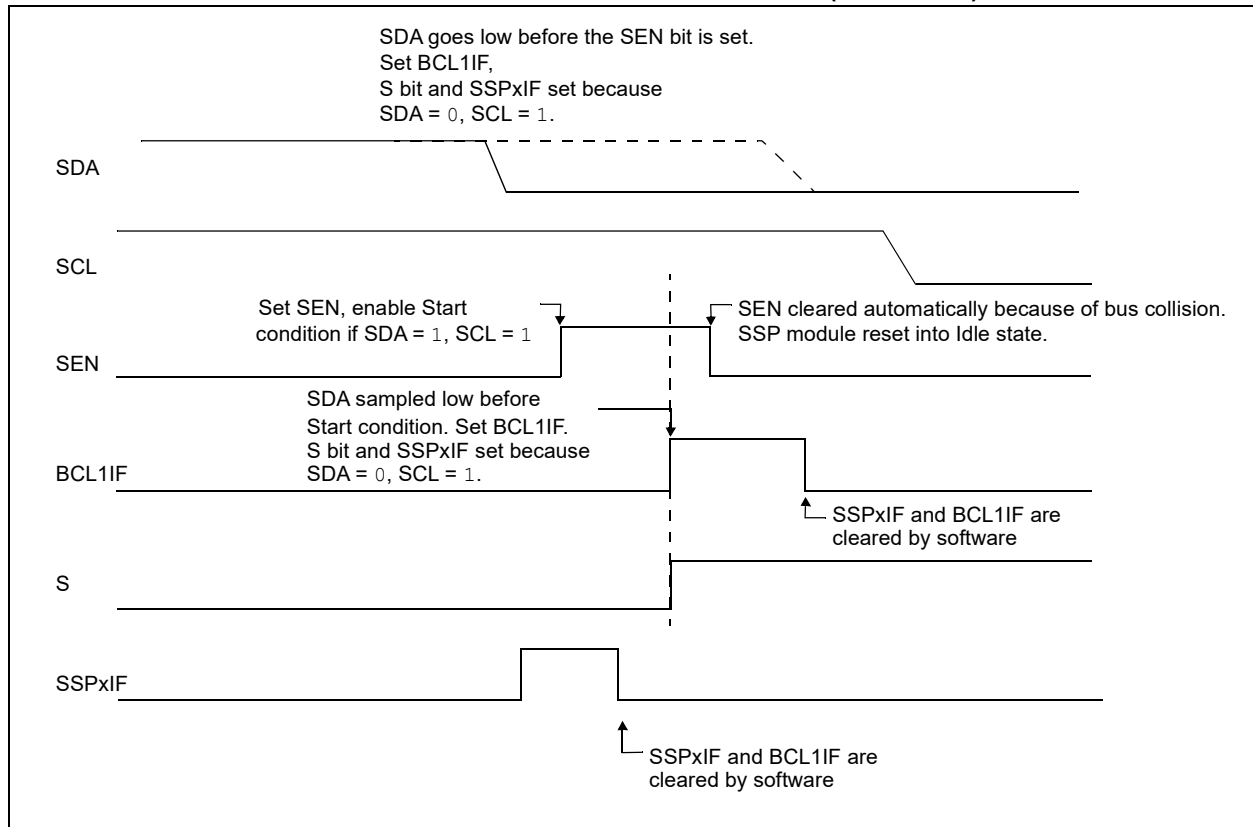 SDA goes low before the SEN bit is set.
Set BCL1IF,
S bit and SSPxIF set because
SDA = 0, SCL = 1.
SDA
SCL
Set SEN, enable Start
condition if SDA = 1, SCL = 1
SEN cleared automatically because of bus collision.
SSP module reset into Idle state.
SEN
SDA sampled low before
Start condition. Set BCL1IF.
S bit and SSPxIF set because
SDA = 0, SCL = 1.
BCL1IF
SSPxIF and BCL1IF are
cleared by software
S
SSPxIF
SSPxIF and BCL1IF are
cleared by software